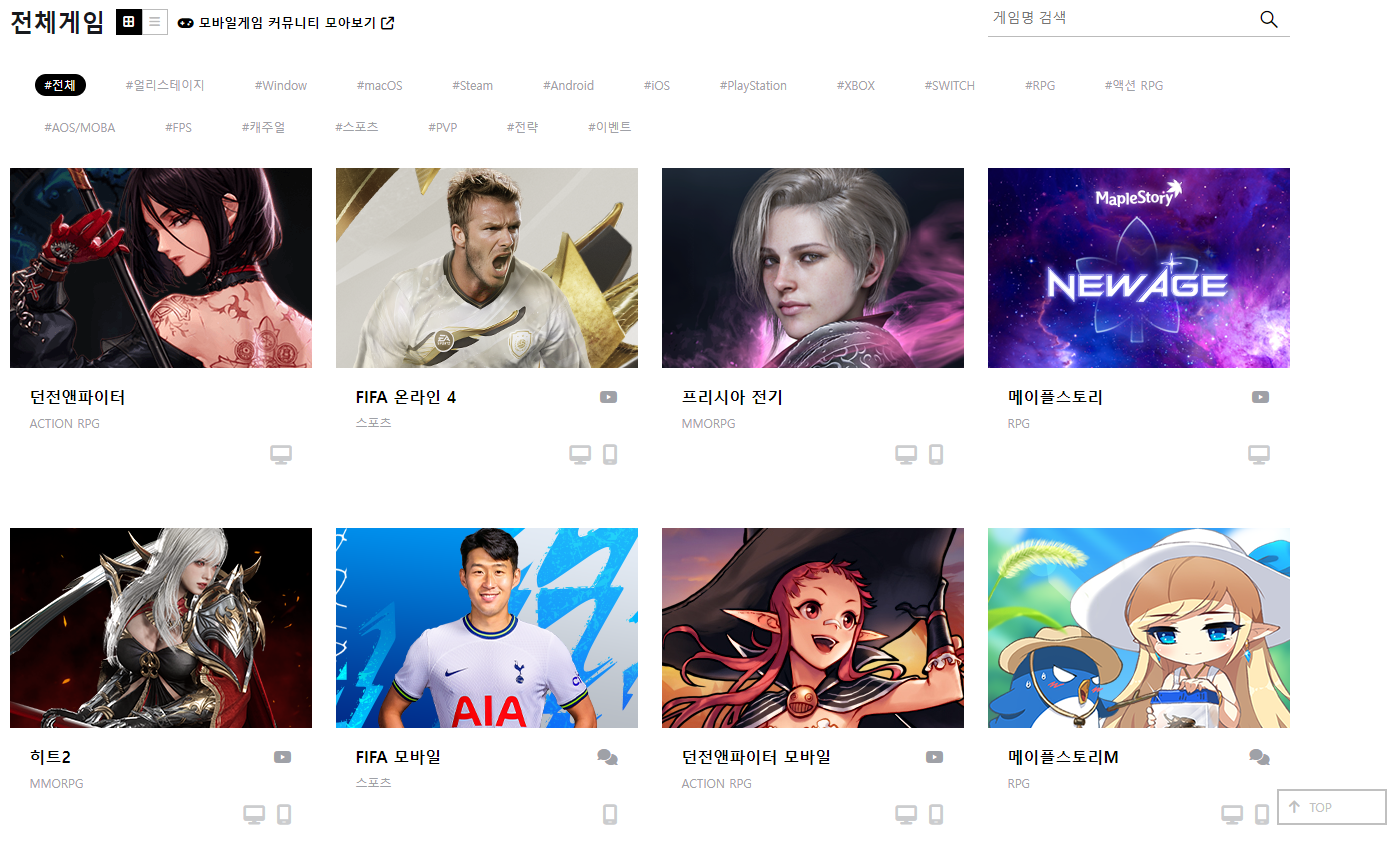 전체게임
모바일게임 커뮤니티 모아보기
게임명 검색
#전체 #얼리스테이지 #Window #macOS #Steam #Android #iOS #PlayStation #XBOX #SWITCH #RPG #액션 RPG
#AOS/MOBA #FPS #캐주얼 #스포츠 #PVP #전략 #이벤트
EA
SPORTS
MapleStory
NEW AGE
던전앤파이터
ACTION RPG
FIFA 온라인 4
스포츠
프라시아 전기
MMORPG
메이플스토리
RPG
AIA
히트2
MMORPG
FIFA 모바일
스포츠
던전앤파이터 모바일
ACTION RPG
메이플스토리M
RPG
TOP